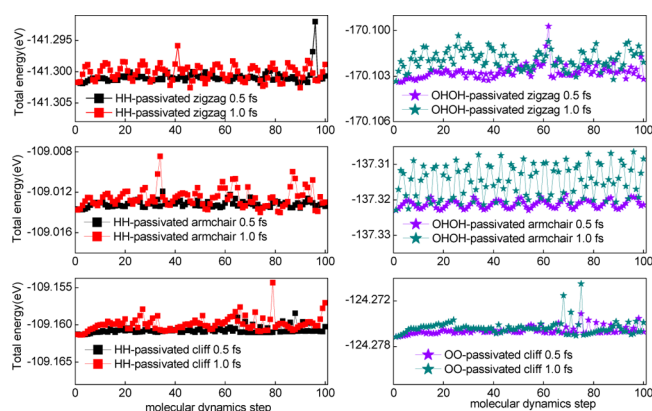 Total energy(eV)
-141.295
-141.300
-141.305
HH-passivated zigzag 0.5 fs
HH-passivated zigzag 1.0 fs
0 20 40 60 80 100
-170.100
-170.103
-170.106
OHOH-passivated zigzag 0.5 fs
OHOH-passivated zigzag 1.0 fs
0 20 40 60 80 100
Total energy(eV)
-109.008
-109.012
-109.016
HH-passivated armchair 0.5 fs
HH-passivated armchair 1.0 fs
0 20 40 60 80 100
-137.31
-137.32
-137.33
OHOH-passivated armchair 0.5 fs
OHOH-passivated armchair 1.0 fs
0 20 40 60 80 100
Total energy(eV)
-109.155
-109.160
-109.165
HH-passivated cliff 0.5 fs
HH-passivated cliff 1.0 fs
0 20 40 60 80 100
molecular dynamics step
-124.272
-124.278
OO-passivated cliff 0.5 fs
OO-passivated cliff 1.0 fs
0 20 40 60 80 100
molecular dynamics step